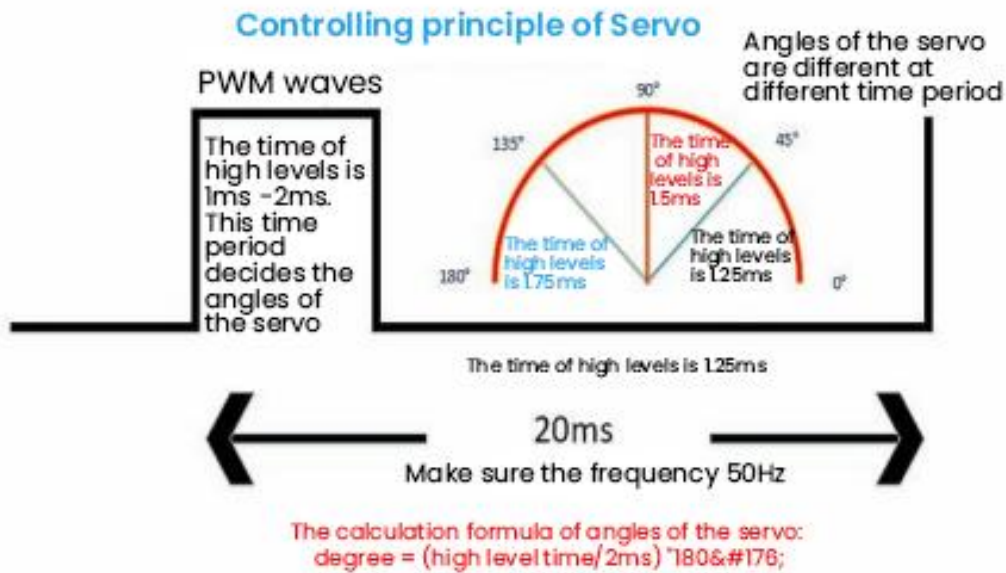 Controlling principle of Servo
Angles of the servo
are different at
different time period
PWM waves
The time of
high levels is
1ms -2ms.
This time
period
decides the
angles of
the servo
90°
135°
45°
The time
of high
levels is
1.5ms
The time of
high levels
is 1.75ms
The time of
high levels
is 1.25ms
180°
0°
The time of high levels is 1.25ms
20ms
Make sure the frequency 50Hz
The calculation formula of angles of the servo:
degree = (high level time/2ms) "180&#176;